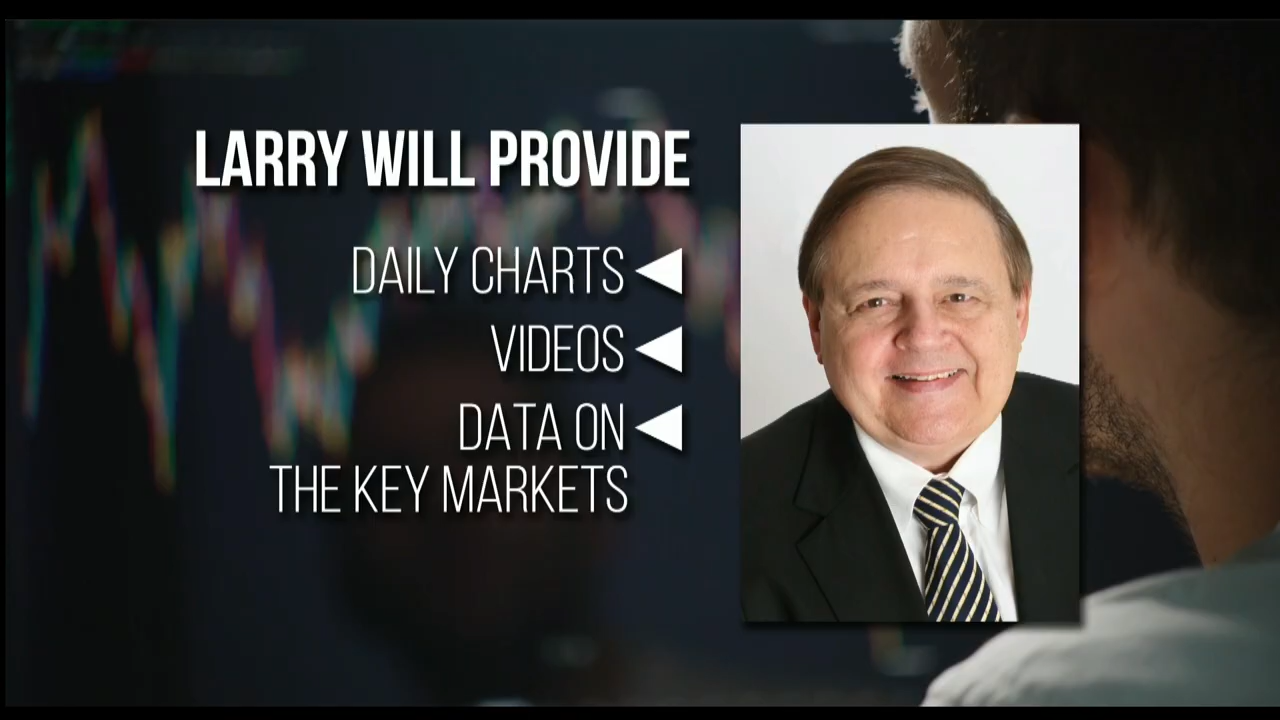 LARRY WILL PROVIDE
DAILY CHARTS
VIDEOS
DATA ON
THE KEY MARKETS